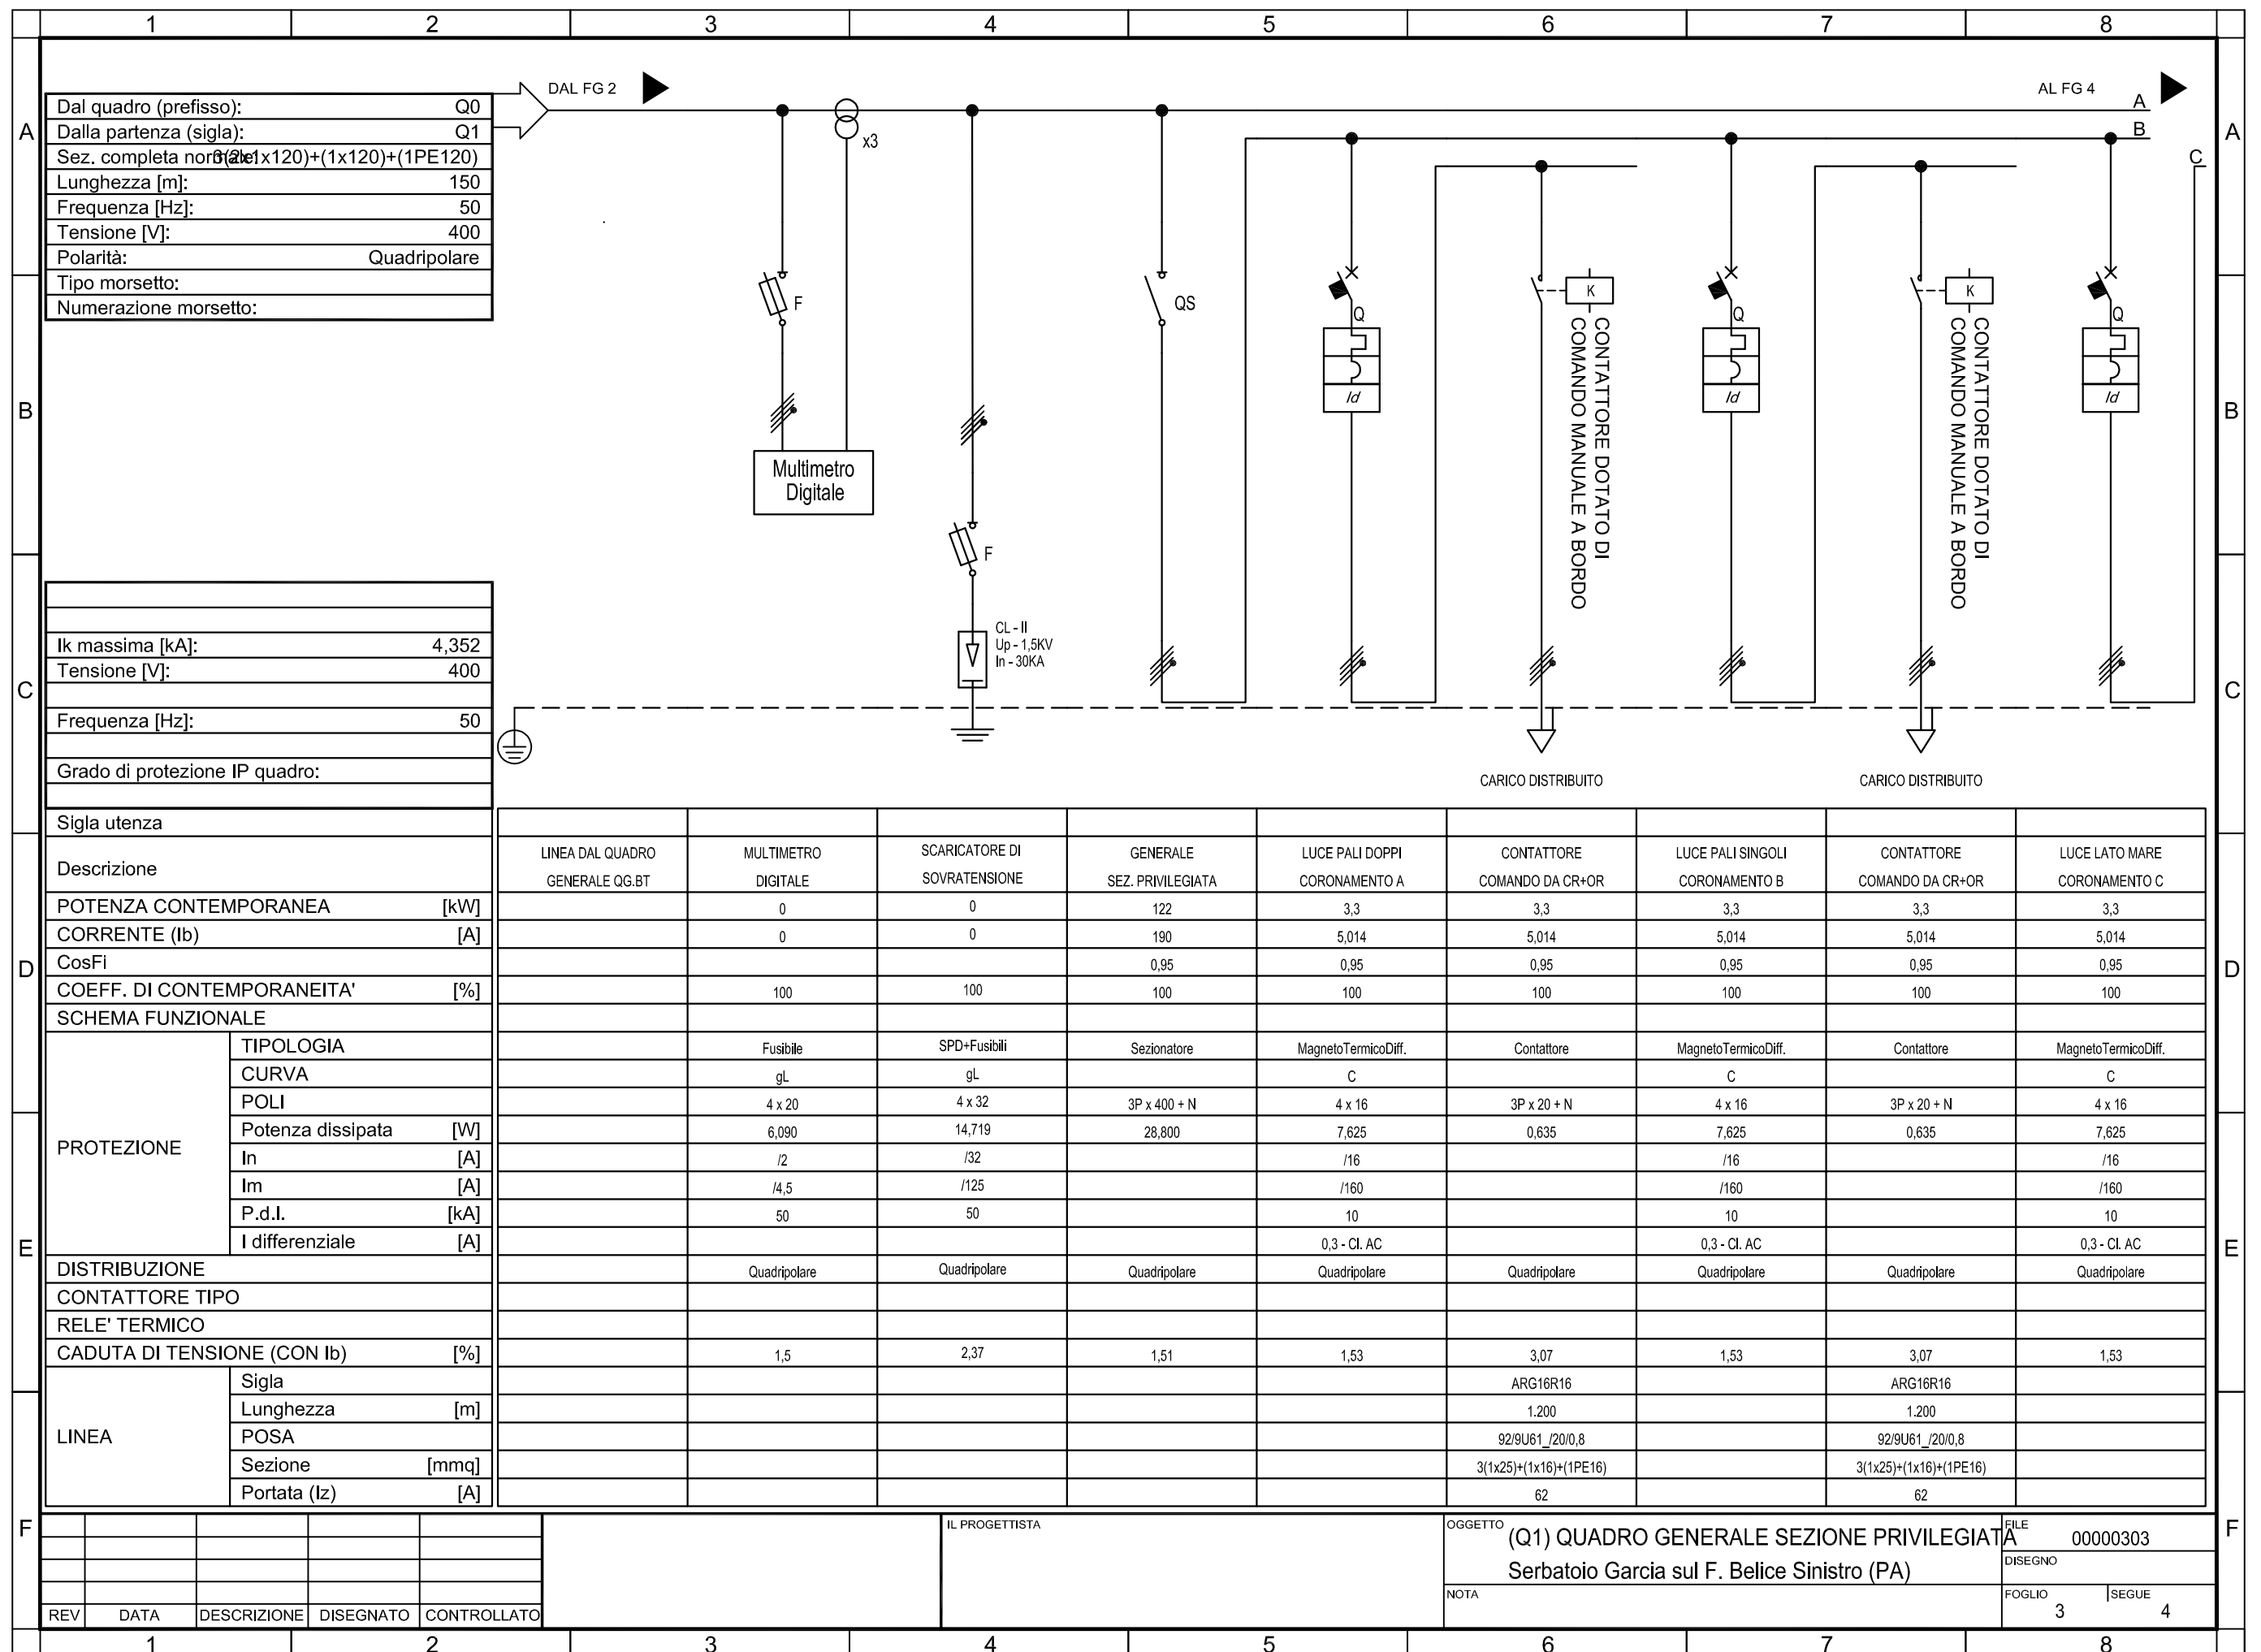 1 2 3 4 5 6 7 8
A
B
C
D
E
F
A
B
C
D
E
F
Dal quadro (prefisso): Q0
Dalla partenza (sigla): Q1
Sez. completa normale: 3(2x1x120)+(1x120)+(1PE120)
Lunghezza [m]: 150
Frequenza [Hz]: 50
Tensione [V]: 400
Polarità: Quadripolare
Tipo morsetto:
Numerazione morsetto:
DAL FG 2
AL FG 4
A
B
C
x3
F
QS
Q
K
Q
K
Q
Id
Id
Id
CONTATTORE DOTATO DI
COMANDO MANUALE A BORDO
CONTATTORE DOTATO DI
COMANDO MANUALE A BORDO
Multimetro
Digitale
F
CL - II
Up - 1,5KV
In - 30KA
Ik massima [kA]: 4,352
Tensione [V]: 400
Frequenza [Hz]: 50
Grado di protezione IP quadro:
CARICO DISTRIBUITO
CARICO DISTRIBUITO
Sigla utenza
Descrizione
LINEA DAL QUADRO
GENERALE QG.BT
MULTIMETRO
DIGITALE
SCARICATORE DI
SOVRATENSIONE
GENERALE
SEZ. PRIVILEGIATA
LUCE PALI DOPPI
CORONAMENTO A
CONTATTORE
COMANDO DA CR+OR
LUCE PALI SINGOLI
CORONAMENTO B
CONTATTORE
COMANDO DA CR+OR
LUCE LATO MARE
CORONAMENTO C
POTENZA CONTEMPORANEA [kW] 0 0 122 3,3 3,3 3,3 3,3 3,3
CORRENTE (Ib) [A] 0 0 190 5,014 5,014 5,014 5,014 5,014
CosFi 0,95 0,95 0,95 0,95 0,95 0,95
COEFF. DI CONTEMPORANEITA' [%] 100 100 100 100 100 100 100 100
SCHEMA FUNZIONALE
PROTEZIONE
TIPOLOGIA Fusibile SPD+Fusibili Sezionatore MagnetoTermicoDiff. Contattore MagnetoTermicoDiff. Contattore MagnetoTermicoDiff.
CURVA gL gL C C C
POLI 4 x 20 4 x 32 3P x 400 + N 4 x 16 3P x 20 + N 4 x 16 3P x 20 + N 4 x 16
Potenza dissipata [W] 6,090 14,719 28,800 7,625 0,635 7,625 0,635 7,625
In [A] /2 /32 /16 /16 /16
Im [A] /4,5 /125 /160 /160 /160
P.d.I. [kA] 50 50 10 10 10
I differenziale [A] 0,3 - Cl. AC 0,3 - Cl. AC 0,3 - Cl. AC
DISTRIBUZIONE Quadripolare Quadripolare Quadripolare Quadripolare Quadripolare Quadripolare Quadripolare Quadripolare
CONTATTORE TIPO
RELE' TERMICO
CADUTA DI TENSIONE (CON Ib) [%] 1,5 2,37 1,51 1,53 3,07 1,53 3,07 1,53
LINEA
Sigla ARG16R16 ARG16R16
Lunghezza [m] 1.200 1.200
POSA 92/9U61_/20/0,8 92/9U61_/20/0,8
Sezione [mmq] 3(1x25)+(1x16)+(1PE16) 3(1x25)+(1x16)+(1PE16)
Portata (Iz) [A] 62 62
REV DATA DESCRIZIONE DISEGNATO CONTROLLATO
IL PROGETTISTA
OGGETTO (Q1) QUADRO GENERALE SEZIONE PRIVILEGIATA
Serbatoio Garcia sul F. Belice Sinistro (PA)
NOTA
FILE 00000303
DISEGNO
FOGLIO 3
SEGUE 4
1 2 3 4 5 6 7 8